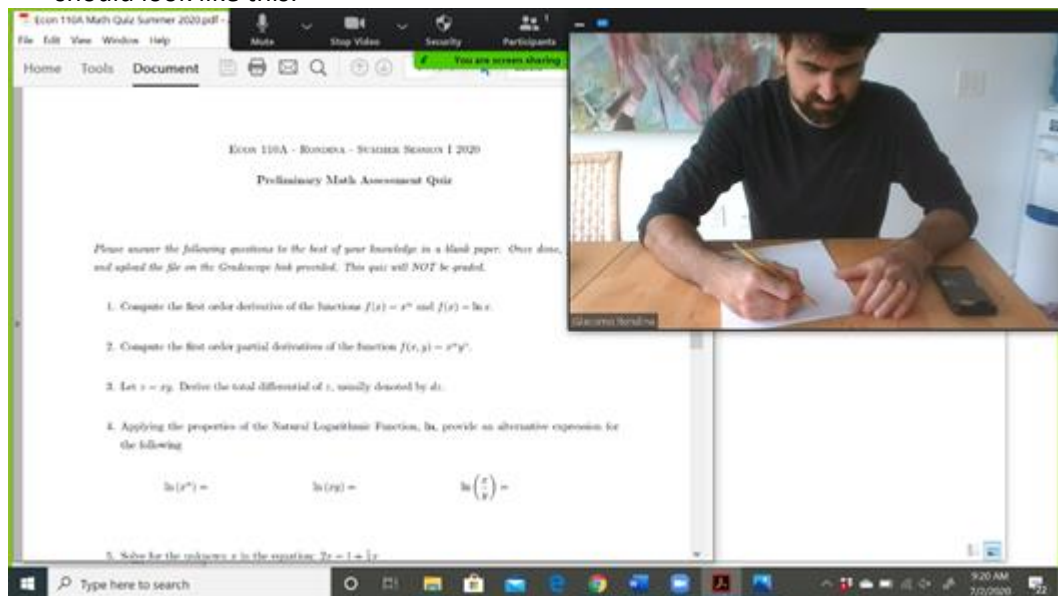 should look like this:
Econ 110A Math Quiz Summer 2020.pdf -
File Edit View Window Help
Mute Stop Video Security Participants
1
You are screen sharing
Home Tools Document
ECON 110A - RONDINA - SUMMER SESSION I 2020
Preliminary Math Assessment Quiz
Please answer the following questions to the best of your knowledge in a blank paper. Once done,
and upload the file on the Gradescope link provided. This quiz will NOT be graded.
1. Compute the first order derivative of the functions f(x) = xᵅ and f(x) = ln x.
2. Compute the first order partial derivatives of the function
3. Let z = xy. Derive the total differential of z, usually denoted by dz.
4. Applying the properties of the Natural Logarithmic Function, ln, provide an alternative expression for
the following
ln (xᵅ) = ln (xy) = ln (x/y) =
5. Solve for the unknown x in the equation: 2x = 1 +
Giacomo Rondina
Type here to search
9:20 AM
7/2/2020
22